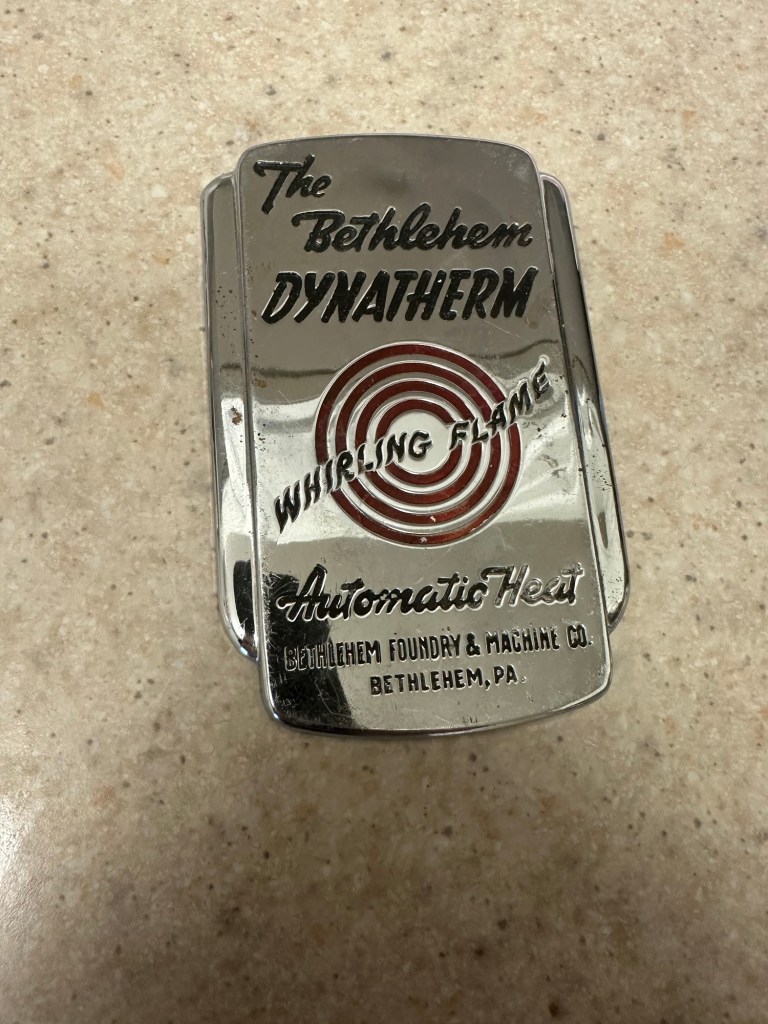 The
Bethlehem
DYNATHERM
WHIRLING FLAME
Automatic Heat
BETHLEHEM FOUNDRY & MACHINE CO.
BETHLEHEM, PA.